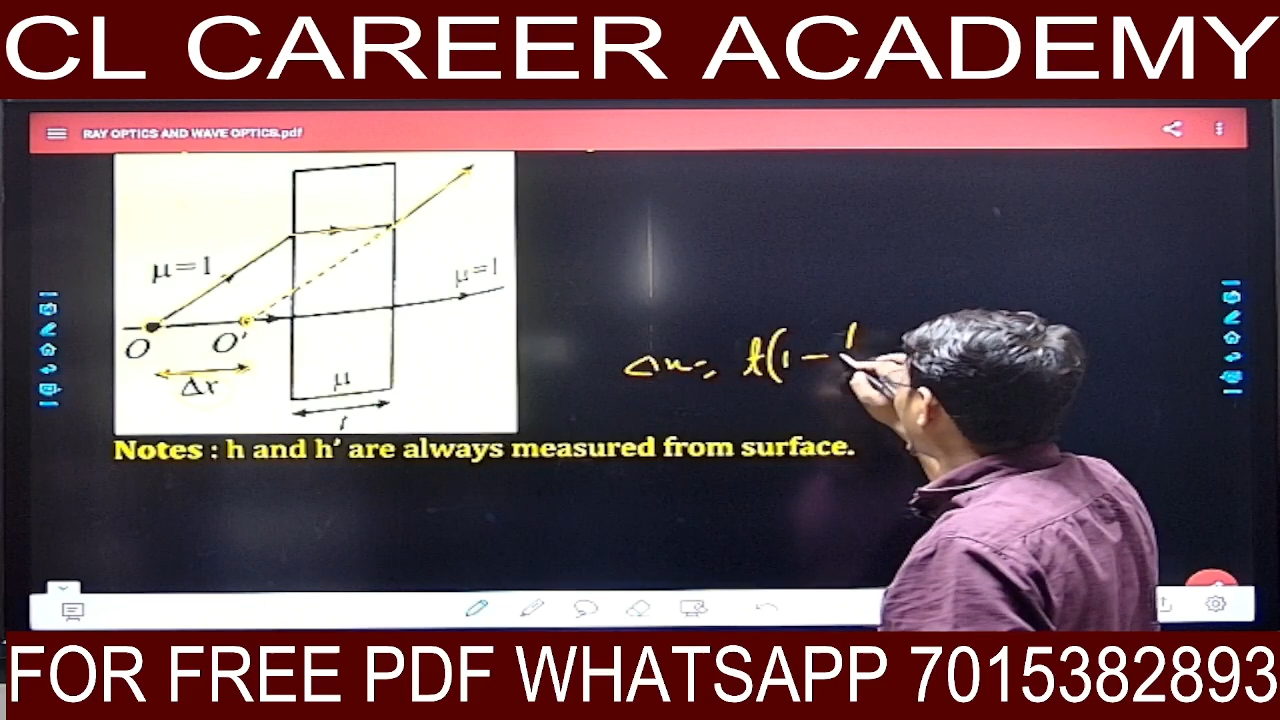 CL CAREER ACADEMY
RAY OPTICS AND WAVE OPTICS.pdf
μ=1
μ=1
O O'
Δx
μ
t
Δx = t(1 - 1
Notes : h and h' are always measured from surface.
FOR FREE PDF WHATSAPP 7015382893